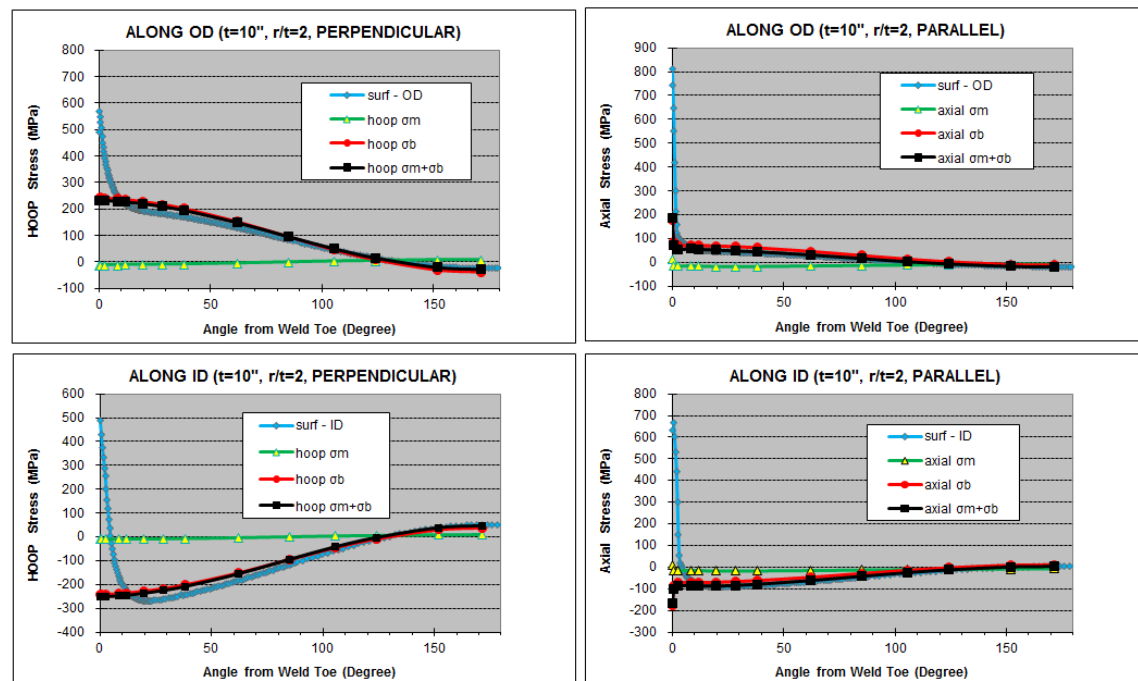 ALONG OD (t=10", r/t=2, PERPENDICULAR)
800
700
600
500
400
300
200
100
0
-100
HOOP Stress (MPa)
surf - OD
hoop σm
hoop σb
hoop σm+σb
0 50 100 150
Angle from Weld Toe (Degree)
ALONG OD (t=10", r/t=2, PARALLEL)
900
800
700
600
500
400
300
200
100
0
-100
Axial Stress (MPa)
surf - OD
axial σm
axial σb
axial σm+σb
0 50 100 150
Angle from Weld Toe (Degree)
ALONG ID (t=10", r/t=2, PERPENDICULAR)
600
500
400
300
200
100
0
-100
-200
-300
-400
HOOP Stress (MPa)
surf - ID
hoop σm
hoop σb
hoop σm+σb
0 50 100 150
Angle from Weld Toe (Degree)
ALONG ID (t=10", r/t=2, PARALLEL)
800
700
600
500
400
300
200
100
0
-100
-200
-300
Axial Stress (MPa)
surf - ID
axial σm
axial σb
axial σm+σb
0 50 100 150
Angle from Weld Toe (Degree)